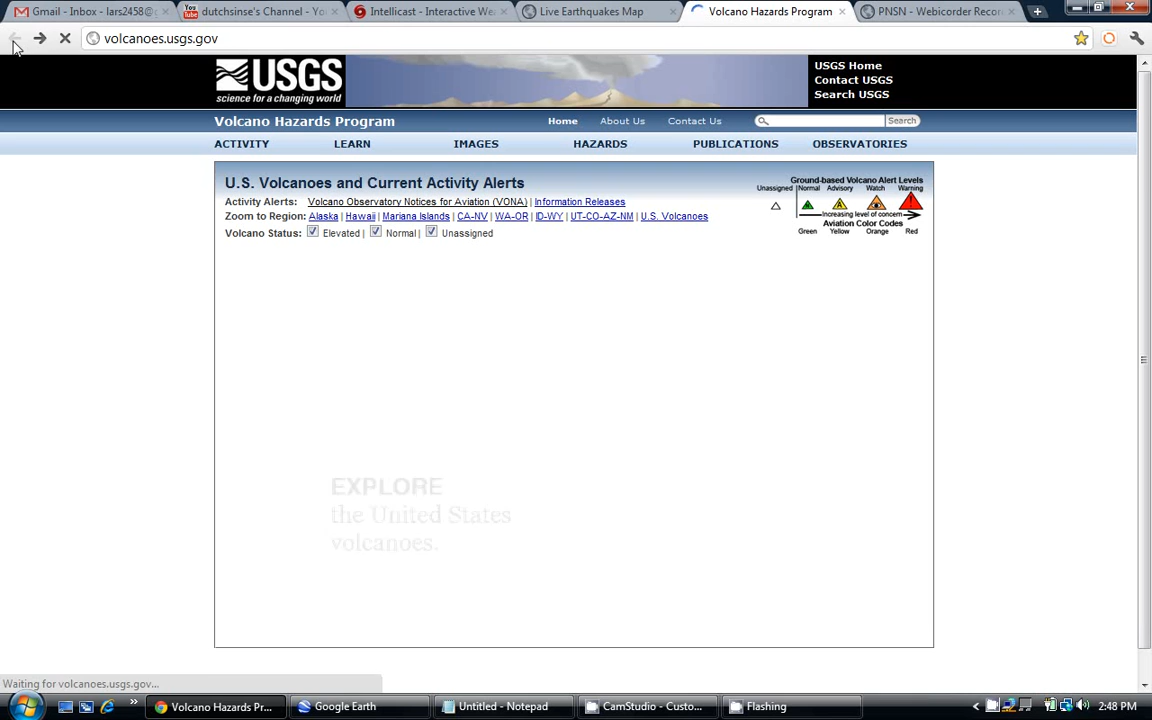 Gmail - Inbox - lars2458@g
dutchsinse's Channel - Yo
Intellicast - Interactive We
Live Earthquakes Map
Volcano Hazards Program
PNSN - Webicorder Recor
volcanoes.usgs.gov
USGS
science for a changing world
USGS Home
Contact USGS
Search USGS
Volcano Hazards Program
Home
About Us
Contact Us
Search
ACTIVITY
LEARN
IMAGES
HAZARDS
PUBLICATIONS
OBSERVATORIES
U.S. Volcanoes and Current Activity Alerts
Activity Alerts: Volcano Observatory Notices for Aviation (VONA) | Information Releases
Zoom to Region: Alaska | Hawaii | Mariana Islands | CA-NV | WA-OR | ID-WY | UT-CO-AZ-NM | U.S. Volcanoes
Volcano Status: Elevated | Normal | Unassigned
Ground-based Volcano Alert Levels
Unassigned Normal Advisory Watch Warning
Increasing level of concern
Aviation Color Codes
Green Yellow Orange Red
EXPLORE
the United States
volcanoes.
Waiting for volcanoes.usgs.gov...
Volcano Hazards Pr...
Google Earth
Untitled - Notepad
CamStudio - Custo...
Flashing
2:48 PM